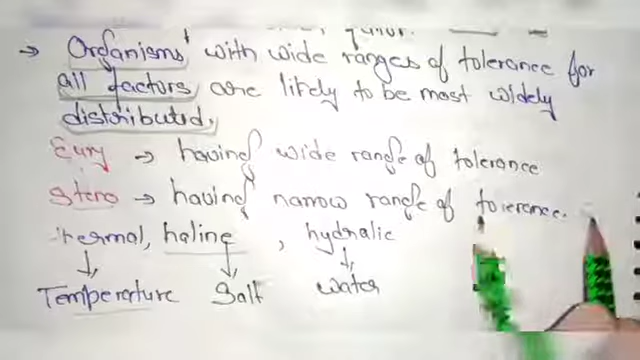 → Organisms with wide ranges of tolerance for
all factors are likely to be most widely
distributed.
Eury → having wide range of tolerance
Steno → having narrow range of tolerance.
thermal, haline, hydralic
↓ ↓ ↓
Temperature Salt water